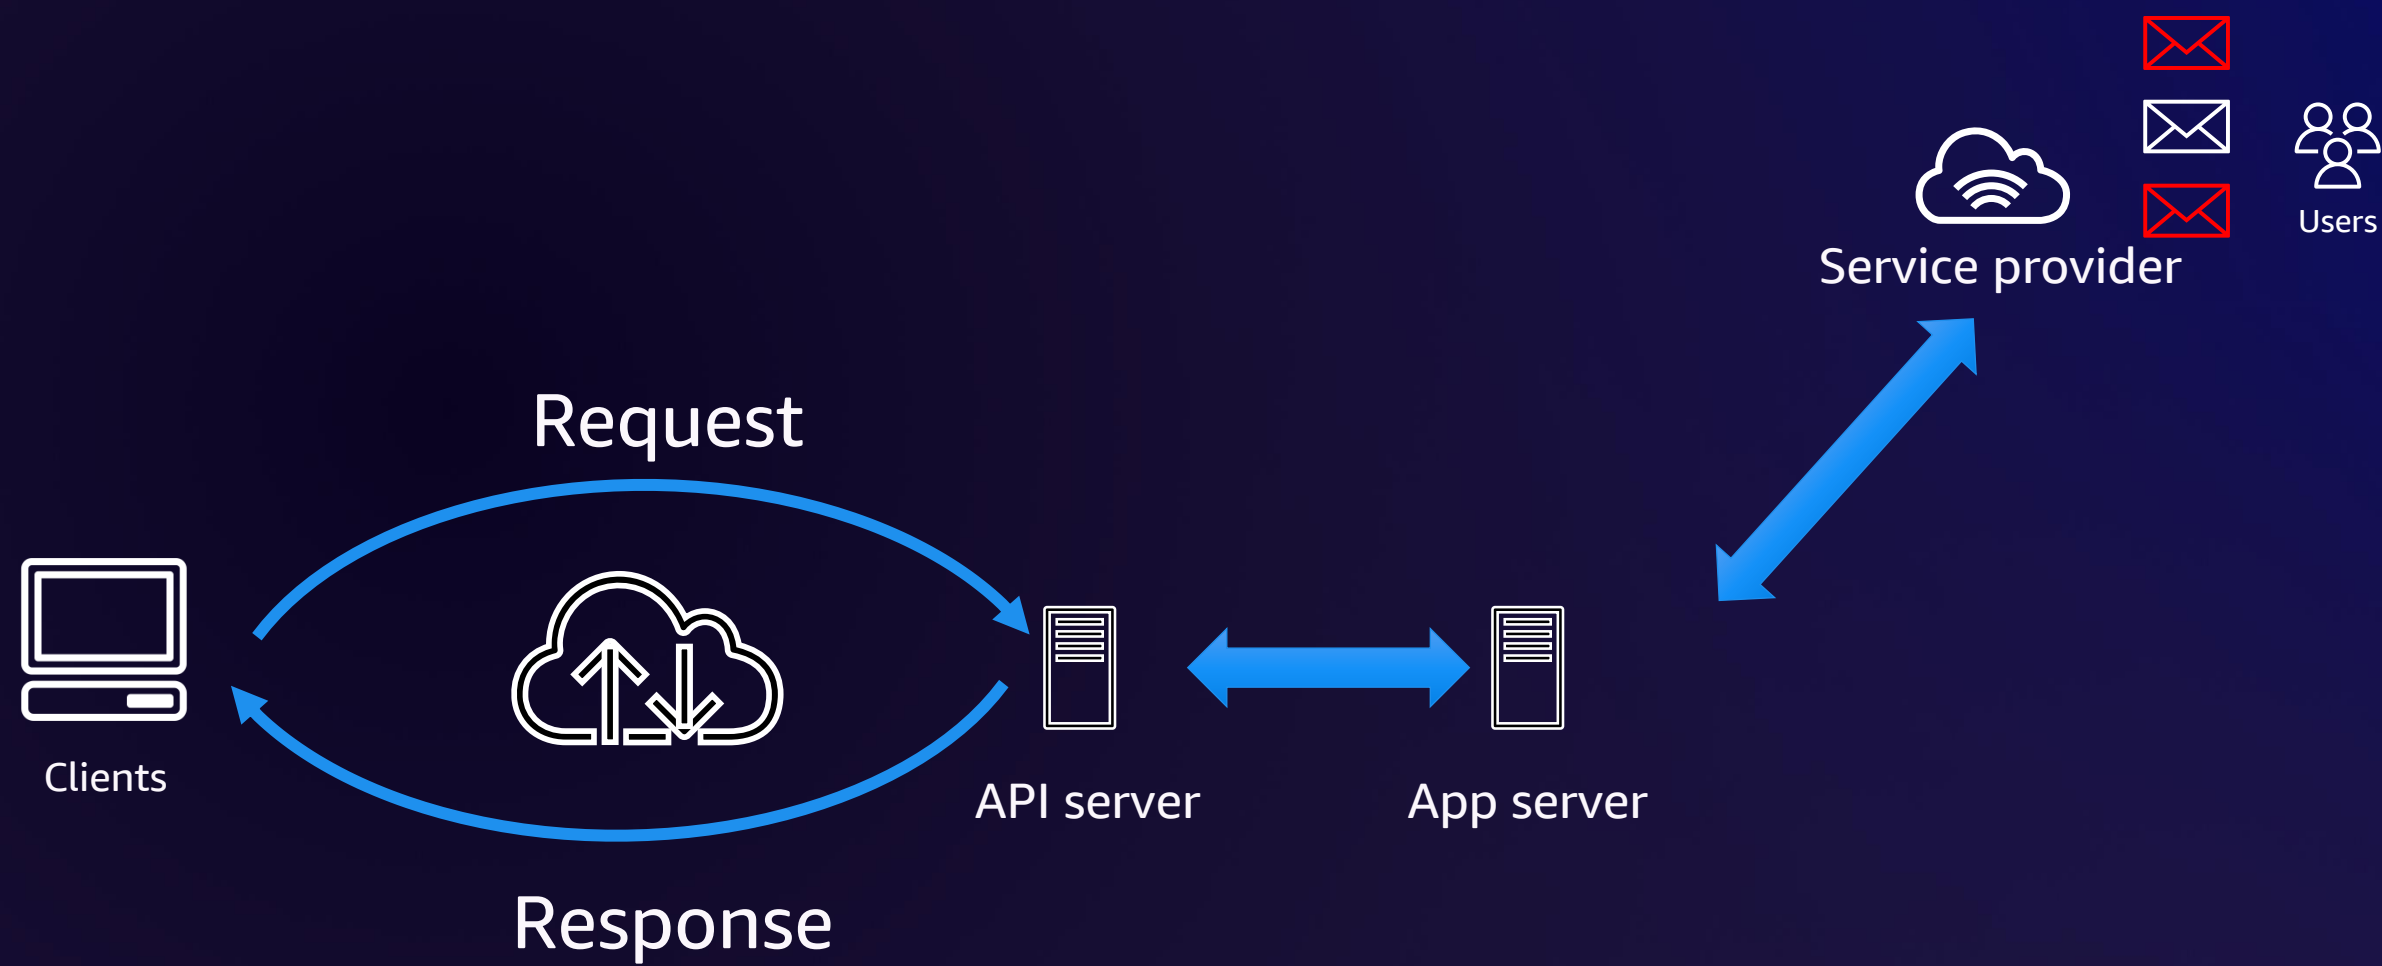 Users
Service provider
Request
Clients
API server
App server
Response